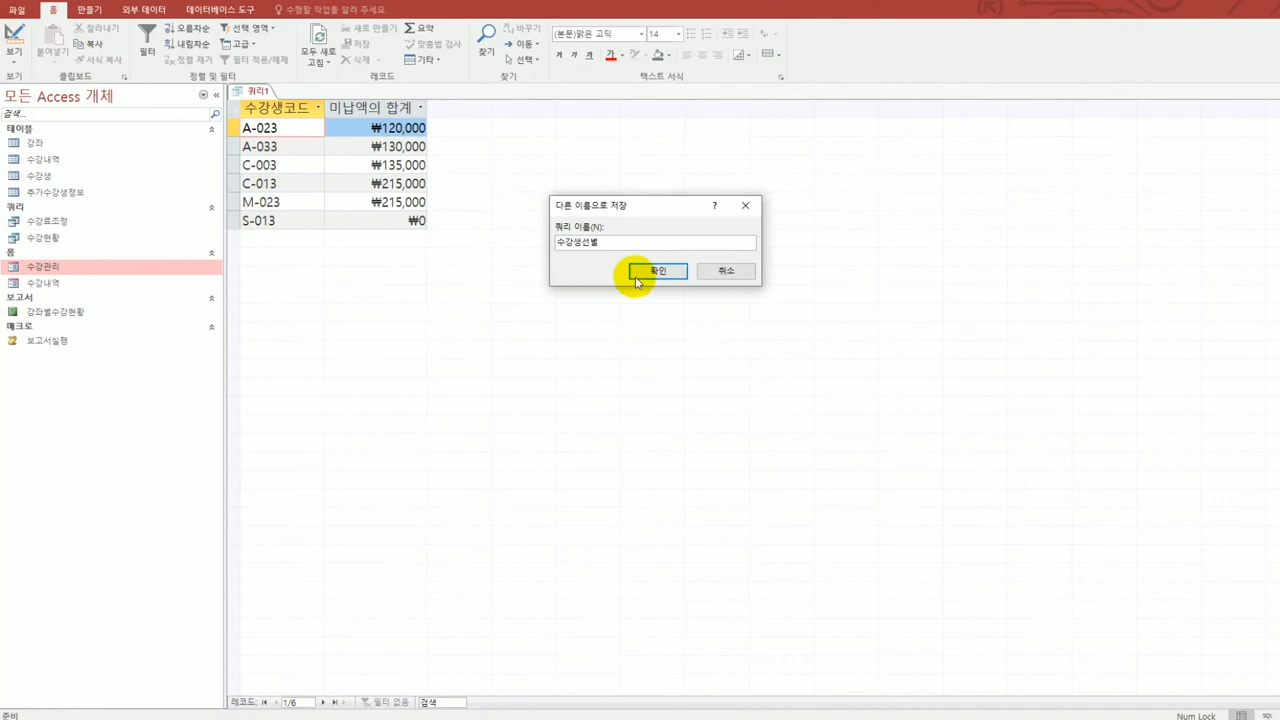 파일 홈 만들기 외부 데이터 데이터베이스 도구 수행할 작업을 알려 주세요.
보기
붙여넣기
잘라내기
복사
서식 복사
필터
오름차순
내림차순
정렬 제거
선택 영역
고급
필터 적용/해제
모두 새로 고침
새로 만들기
저장
삭제
요약
맞춤법 검사
기타
찾기
바꾸기
이동
선택
(본문)맑은 고딕 14
가 가 가
보기 클립보드 정렬 및 필터 레코드 찾기 텍스트 서식
모든 Access 개체
검색...
테이블
강좌
수강내역
수강생
추가수강생정보
쿼리
수강료조정
수강현황
폼
수강관리
수강내역
보고서
강좌별수강현황
매크로
보고서실행
쿼리1
수강생코드 미납액의 합계
A-023 ₩120,000
A-033 ₩130,000
C-003 ₩135,000
C-013 ₩215,000
M-023 ₩215,000
S-013 ₩0
다른 이름으로 저장 ?
쿼리 이름(N):
수강생선별
확인 취소
레코드: 1/6 필터 없음 검색
준비 Num Lock SQL